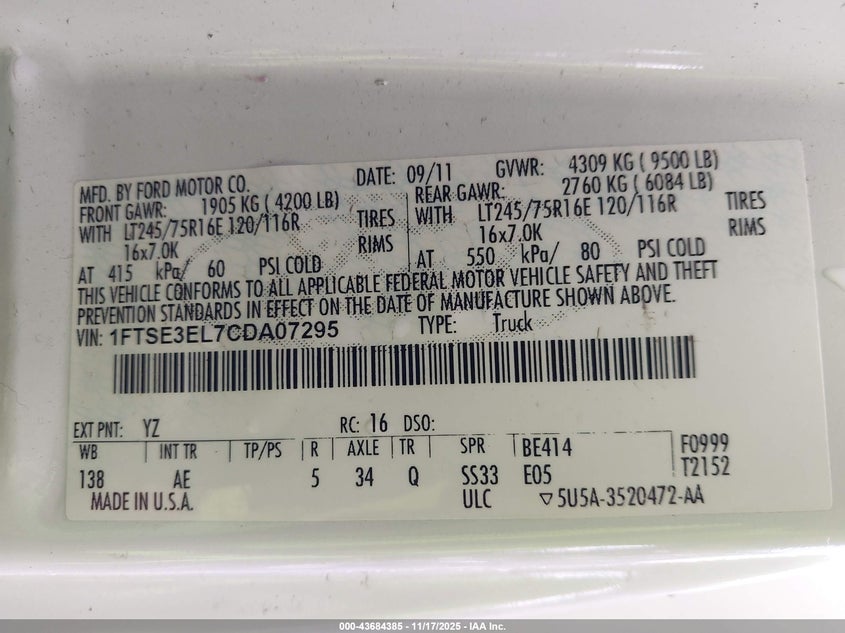 MFD. BY FORD MOTOR CO. DATE: 09/11 GVWR: 4309 KG ( 9500 LB)
FRONT GAWR: 1905 KG ( 4200 LB) REAR GAWR: 2760 KG ( 6084 LB)
WITH LT245/75R16E 120/116R TIRES WITH LT245/75R16E 120/116R TIRES
16x7.0K RIMS 16x7.0K RIMS
AT 415 kPa/ 60 PSI COLD AT 550 kPa/ 80 PSI COLD
THIS VEHICLE CONFORMS TO ALL APPLICABLE FEDERAL MOTOR VEHICLE SAFETY AND THEFT
PREVENTION STANDARDS IN EFFECT ON THE DATE OF MANUFACTURE SHOWN ABOVE.
VIN: 1FTSE3EL7CDA07295 TYPE: Truck
EXT PNT: YZ RC: 16 DSO:
WB INT TR TP/PS R AXLE TR SPR BE414 F0999
138 AE 5 34 Q SS33 E05 T2152
MADE IN U.S.A. ULC ▽5U5A-3520472-AA
000-43684385 | 11/17/2025 | IAA Inc.